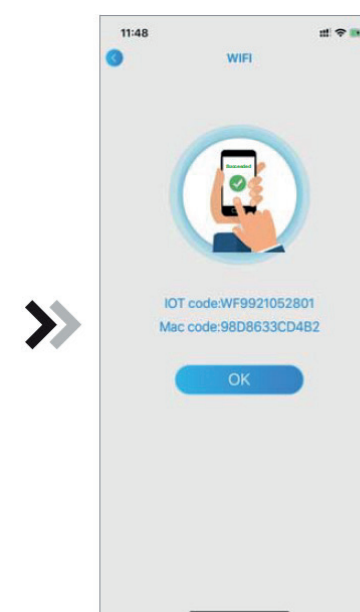 11:48
WIFI
Succeeded
IOT code:WF9921052801
Mac code:98D8633CD4B2
OK